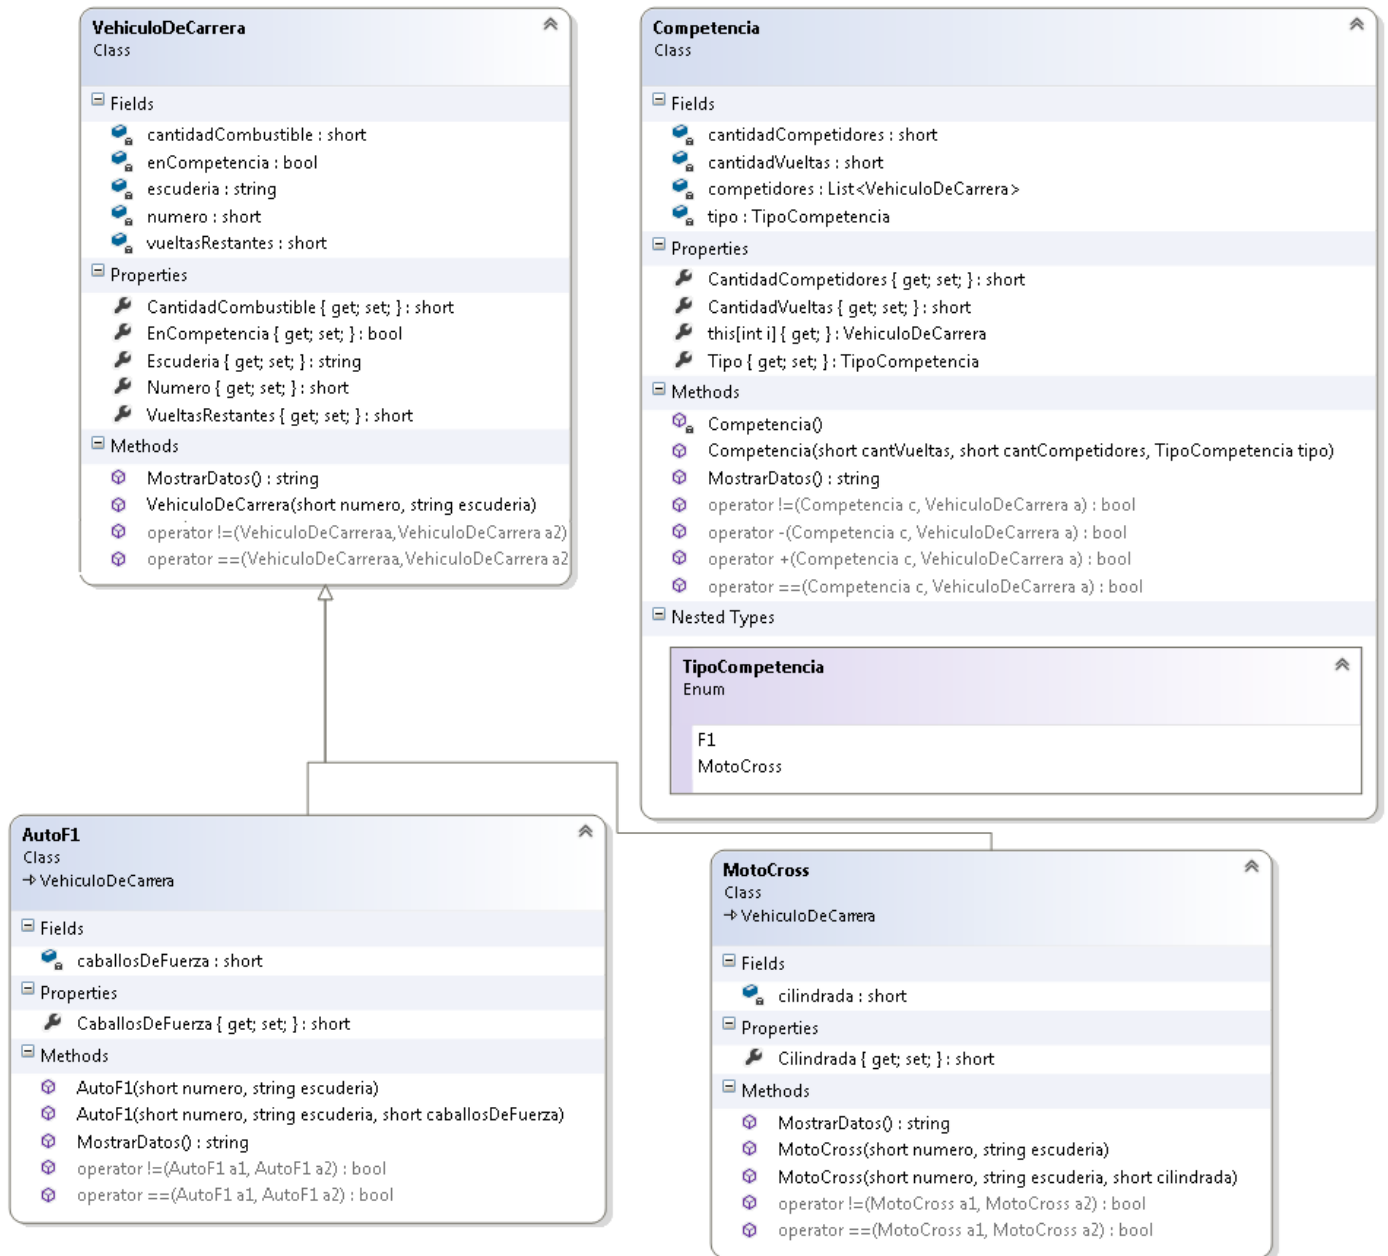 VehiculoDeCarrera
Class
Fields
cantidadCombustible : short
enCompetencia : bool
escuderia : string
numero : short
vueltasRestantes : short
Properties
CantidadCombustible { get; set; } : short
EnCompetencia { get; set; } : bool
Escuderia { get; set; } : string
Numero { get; set; } : short
VueltasRestantes { get; set; } : short
Methods
MostrarDatos() : string
VehiculoDeCarrera(short numero, string escuderia)
operator !=(VehiculoDeCarreraa,VehiculoDeCarrera a2)
operator ==(VehiculoDeCarreraa,VehiculoDeCarrera a2
Competencia
Class
Fields
cantidadCompetidores : short
cantidadVueltas : short
competidores : List<VehiculoDeCarrera>
tipo : TipoCompetencia
Properties
CantidadCompetidores { get; set; } : short
CantidadVueltas { get; set; } : short
this[int i] { get; } : VehiculoDeCarrera
Tipo { get; set; } : TipoCompetencia
Methods
Competencia()
Competencia(short cantVueltas, short cantCompetidores, TipoCompetencia tipo)
MostrarDatos() : string
operator !=(Competencia c, VehiculoDeCarrera a) : bool
operator -(Competencia c, VehiculoDeCarrera a) : bool
operator +(Competencia c, VehiculoDeCarrera a) : bool
operator ==(Competencia c, VehiculoDeCarrera a) : bool
Nested Types
TipoCompetencia
Enum
F1
MotoCross
AutoF1
Class
VehiculoDeCarrera
Fields
caballosDeFuerza : short
Properties
CaballosDeFuerza { get; set; } : short
Methods
AutoF1(short numero, string escuderia)
AutoF1(short numero, string escuderia, short caballosDeFuerza)
MostrarDatos() : string
operator !=(AutoF1 a1, AutoF1 a2) : bool
operator ==(AutoF1 a1, AutoF1 a2) : bool
MotoCross
Class
VehiculoDeCarrera
Fields
cilindrada : short
Properties
Cilindrada { get; set; } : short
Methods
MostrarDatos() : string
MotoCross(short numero, string escuderia)
MotoCross(short numero, string escuderia, short cilindrada)
operator !=(MotoCross a1, MotoCross a2) : bool
operator ==(MotoCross a1, MotoCross a2) : bool